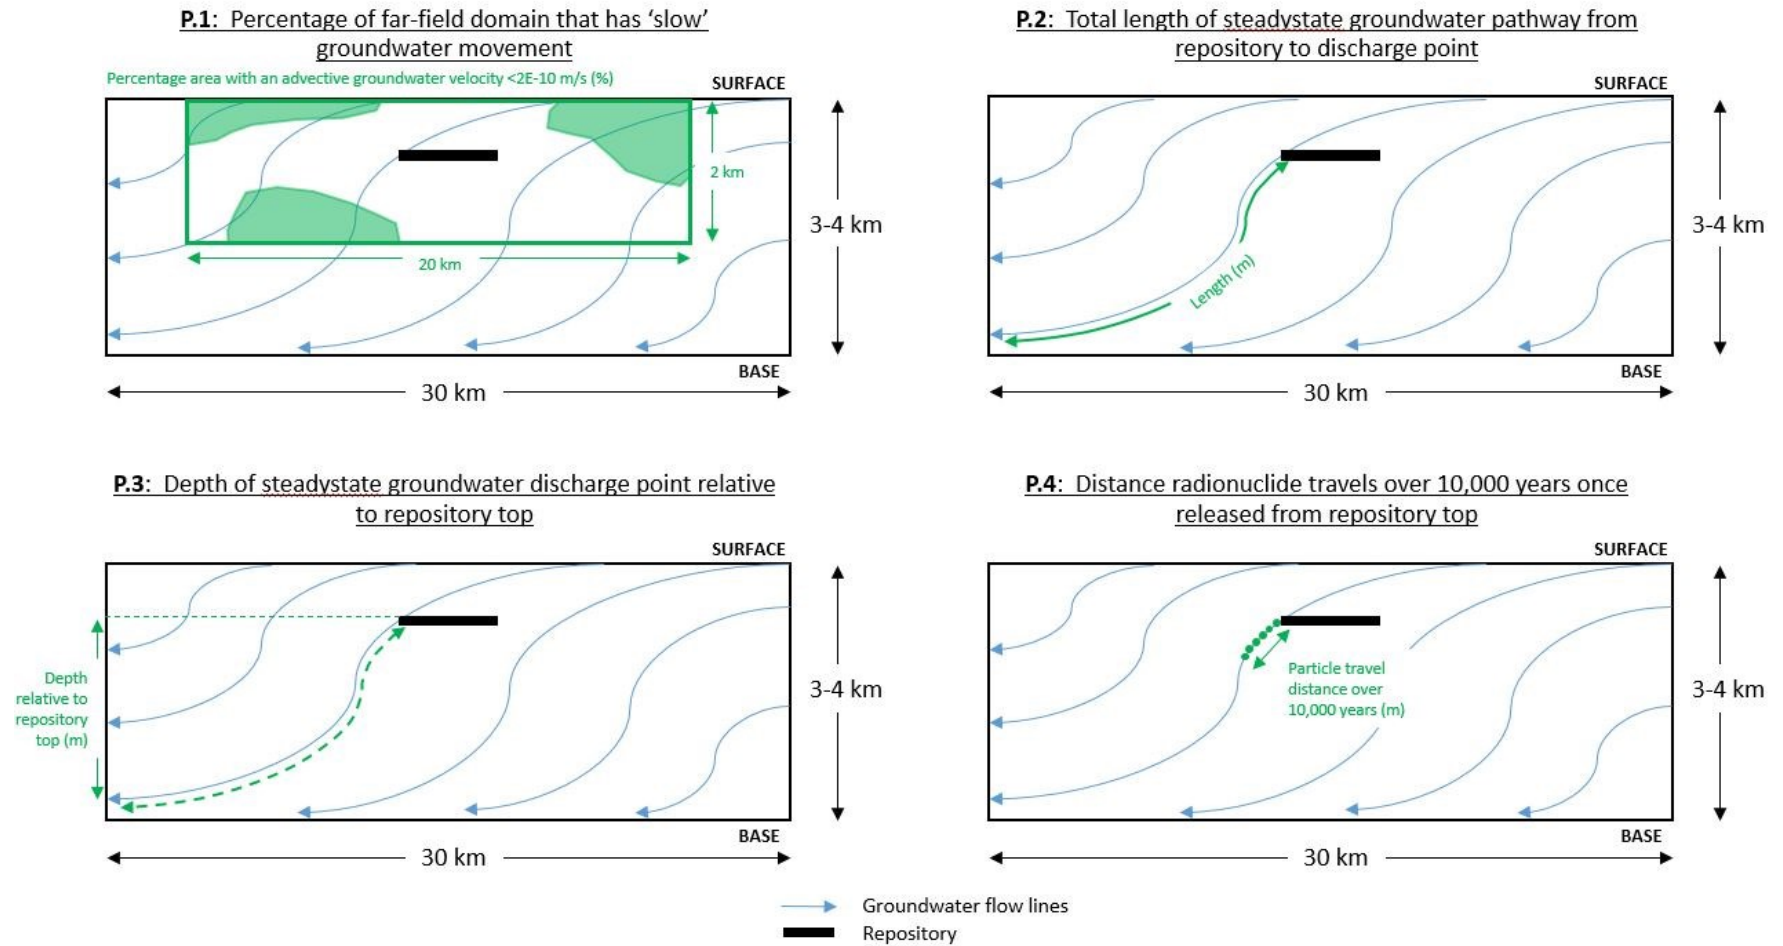 P.1: Percentage of far-field domain that has ‘slow’
groundwater movement
Percentage area with an advective groundwater velocity <2E-10 m/s (%)
SURFACE
2 km
3-4 km
20 km
BASE
30 km
P.2: Total length of steadystate groundwater pathway from
repository to discharge point
SURFACE
3-4 km
Length (m)
BASE
30 km
P.3: Depth of steadystate groundwater discharge point relative
to repository top
SURFACE
Depth
relative to
repository
top (m)
3-4 km
BASE
30 km
P.4: Distance radionuclide travels over 10,000 years once
released from repository top
SURFACE
Particle travel
distance over
10,000 years (m)
3-4 km
BASE
30 km
Groundwater flow lines
Repository